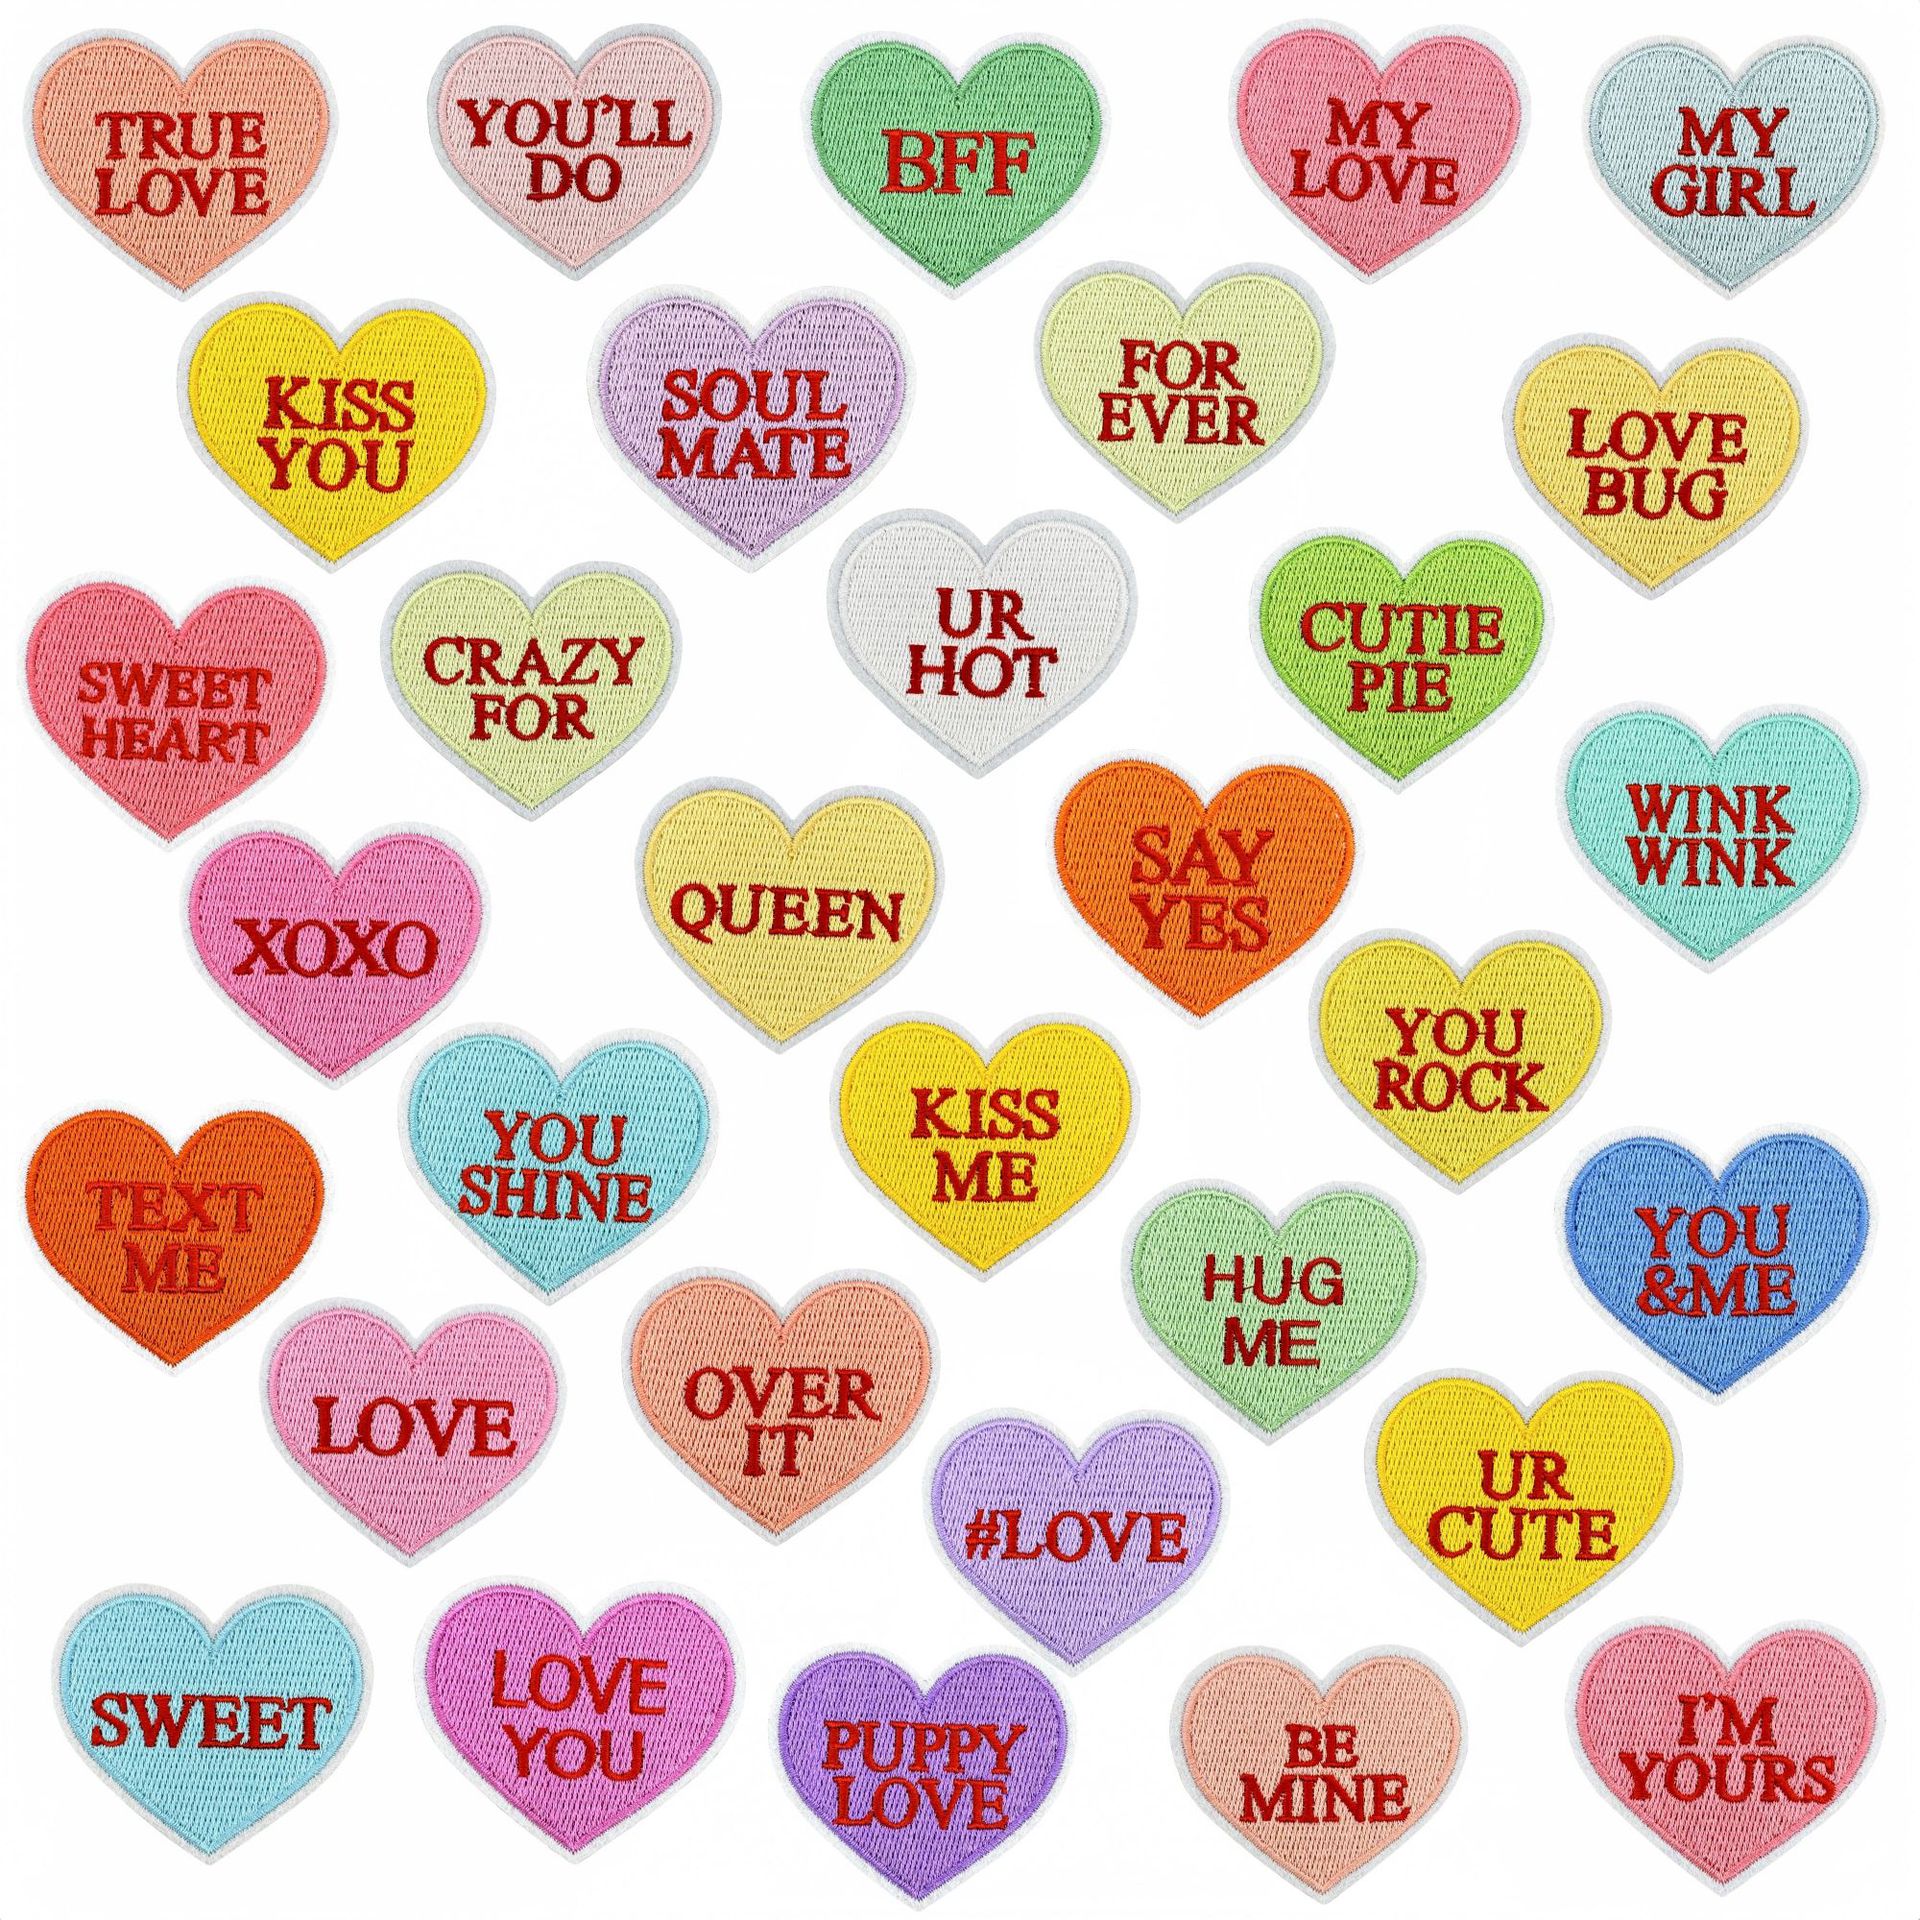 TRUE
LOVE
YOU'LL
DO
BFF
MY
LOVE
MY
GIRL
KISS
YOU
SOUL
MATE
FOR
EVER
LOVE
BUG
SWEET
HEART
CRAZY
FOR
UR
HOT
CUTIE
PIE
WINK
WINK
XOXO
QUEEN
SAY
YES
YOU
ROCK
TEXT
ME
YOU
SHINE
KISS
ME
HUG
ME
YOU
&ME
LOVE
OVER
IT
#LOVE
UR
CUTE
SWEET
LOVE
YOU
PUPPY
LOVE
BE
MINE
I'M
YOURS